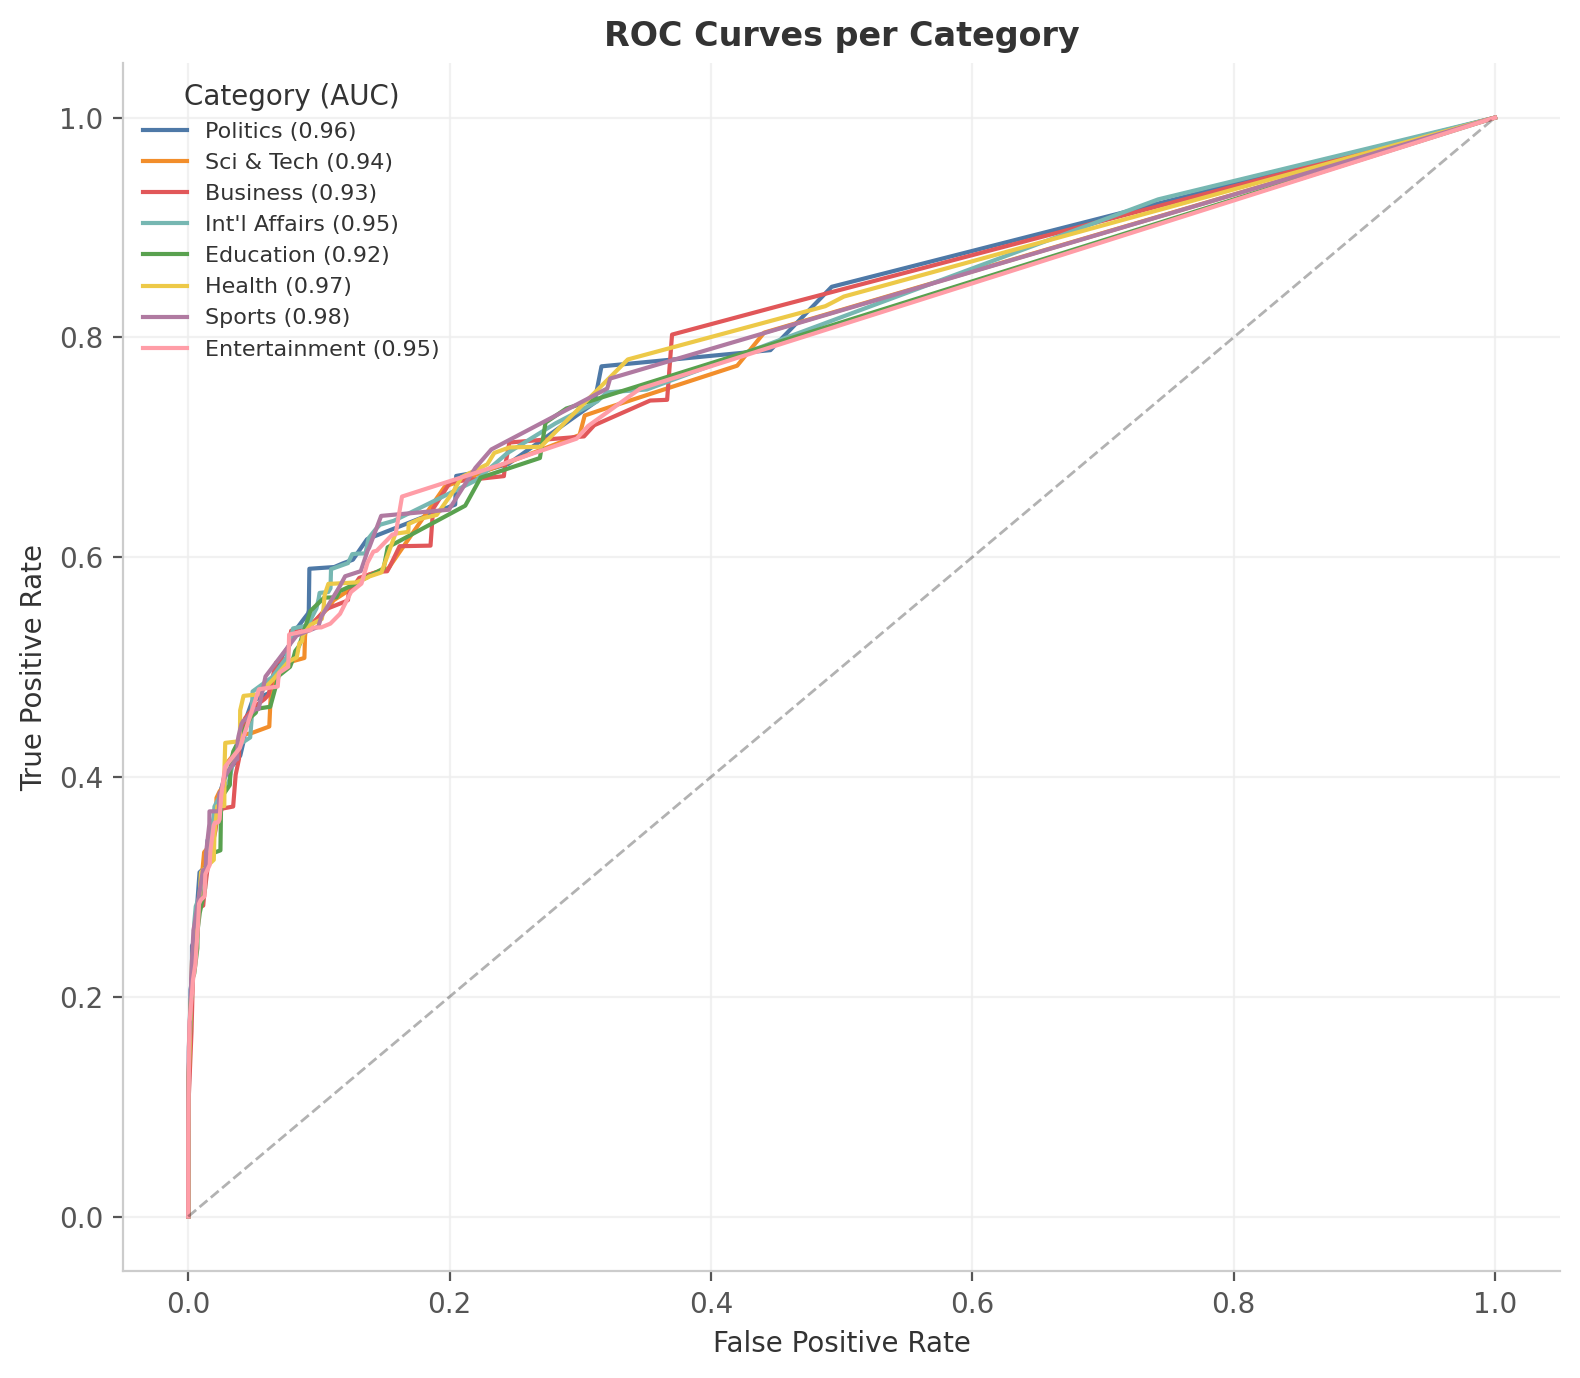 ROC Curves per Category
Category (AUC)
Politics (0.96)
Sci & Tech (0.94)
Business (0.93)
Int'l Affairs (0.95)
Education (0.92)
Health (0.97)
Sports (0.98)
Entertainment (0.95)
True Positive Rate
1.0
0.8
0.6
0.4
0.2
0.0
0.0 0.2 0.4 0.6 0.8 1.0
False Positive Rate